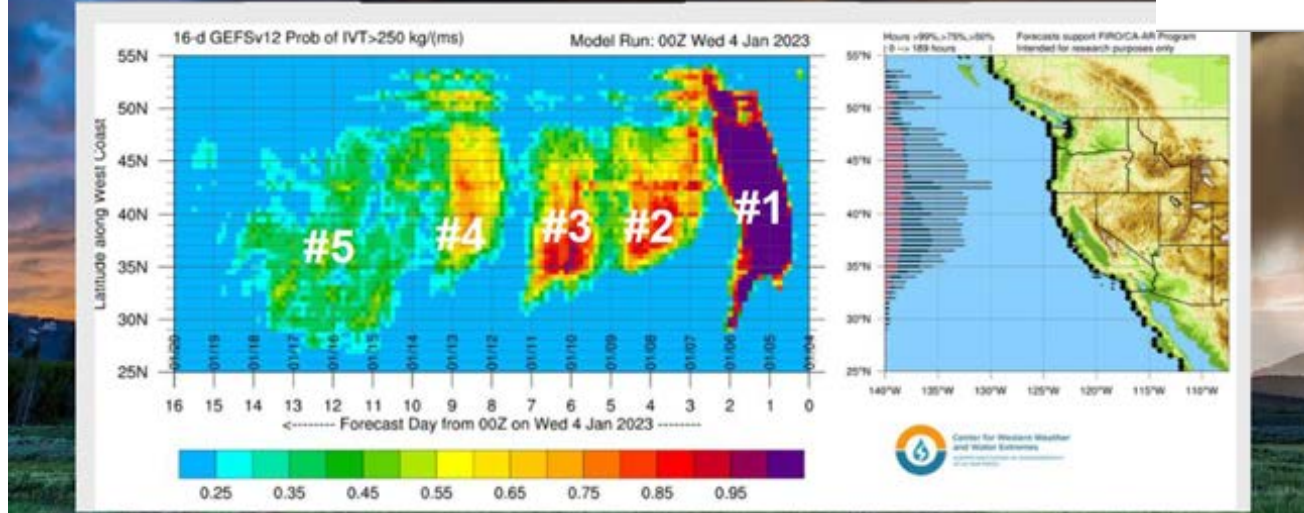 16-d GEFSv12 Prob of IVT>250 kg/(ms)
Model Run: 00Z Wed 4 Jan 2023
Latitude along West Coast
55N
50N
45N
40N
35N
30N
25N
#5
#4
#3
#2
#1
01/20
01/19
01/18
01/17
01/16
01/15
01/14
01/13
01/12
01/11
01/10
01/09
01/08
01/07
01/06
01/05
01/04
16 15 14 13 12 11 10 9 8 7 6 5 4 3 2 1 0
<-------- Forecast Day from 00Z on Wed 4 Jan 2023 --------
0.25 0.35 0.45 0.55 0.65 0.75 0.85 0.95
Hours >99%,>75%,>50%
| 0 --> 189 hours |
Forecasts support FIRO/CA-AR Program
Intended for research purposes only
55°N
50°N
45°N
40°N
35°N
30°N
25°N
140°W 135°W 130°W 125°W 120°W 115°W 110°W
Center for Western Weather
and Water Extremes